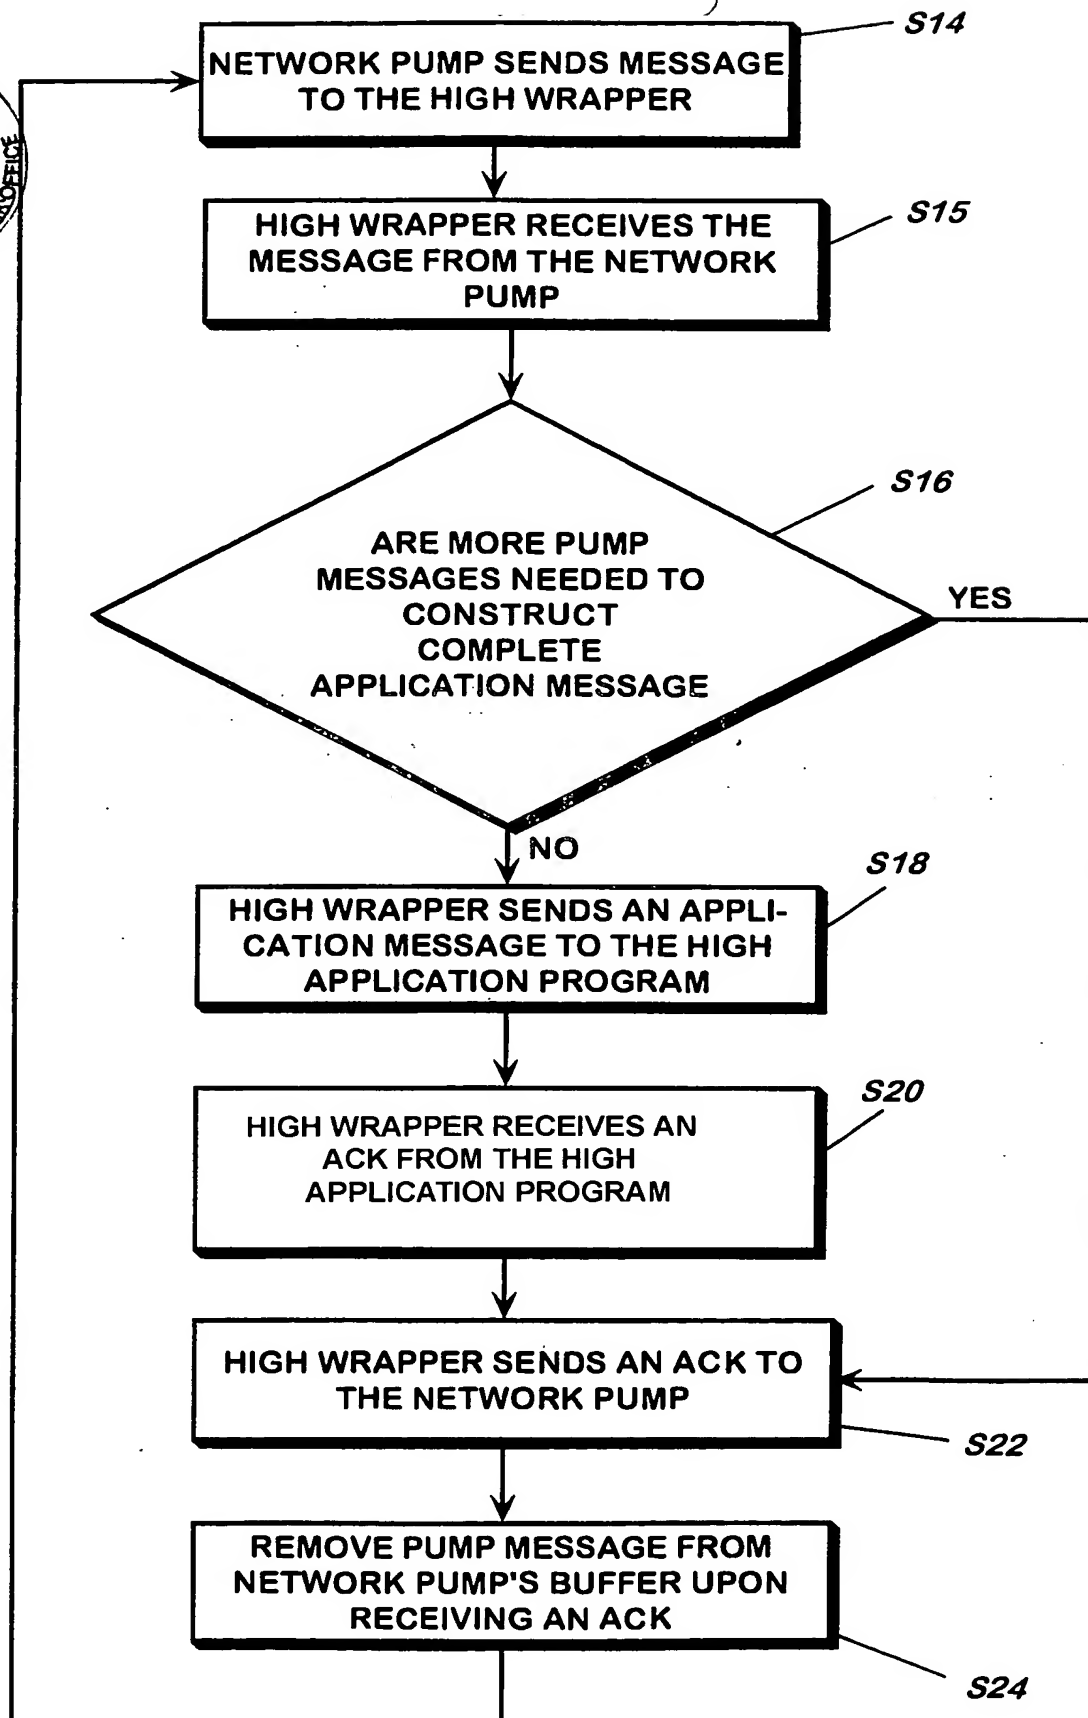 S14
NETWORK PUMP SENDS MESSAGE
TO THE HIGH WRAPPER
OFFICE
S15
HIGH WRAPPER RECEIVES THE
MESSAGE FROM THE NETWORK
PUMP
S16
ARE MORE PUMP
MESSAGES NEEDED TO
CONSTRUCT
COMPLETE
APPLICATION MESSAGE
YES
NO
S18
HIGH WRAPPER SENDS AN APPLI-
CATION MESSAGE TO THE HIGH
APPLICATION PROGRAM
S20
HIGH WRAPPER RECEIVES AN
ACK FROM THE HIGH
APPLICATION PROGRAM
HIGH WRAPPER SENDS AN ACK TO
THE NETWORK PUMP
S22
REMOVE PUMP MESSAGE FROM
NETWORK PUMP'S BUFFER UPON
RECEIVING AN ACK
S24